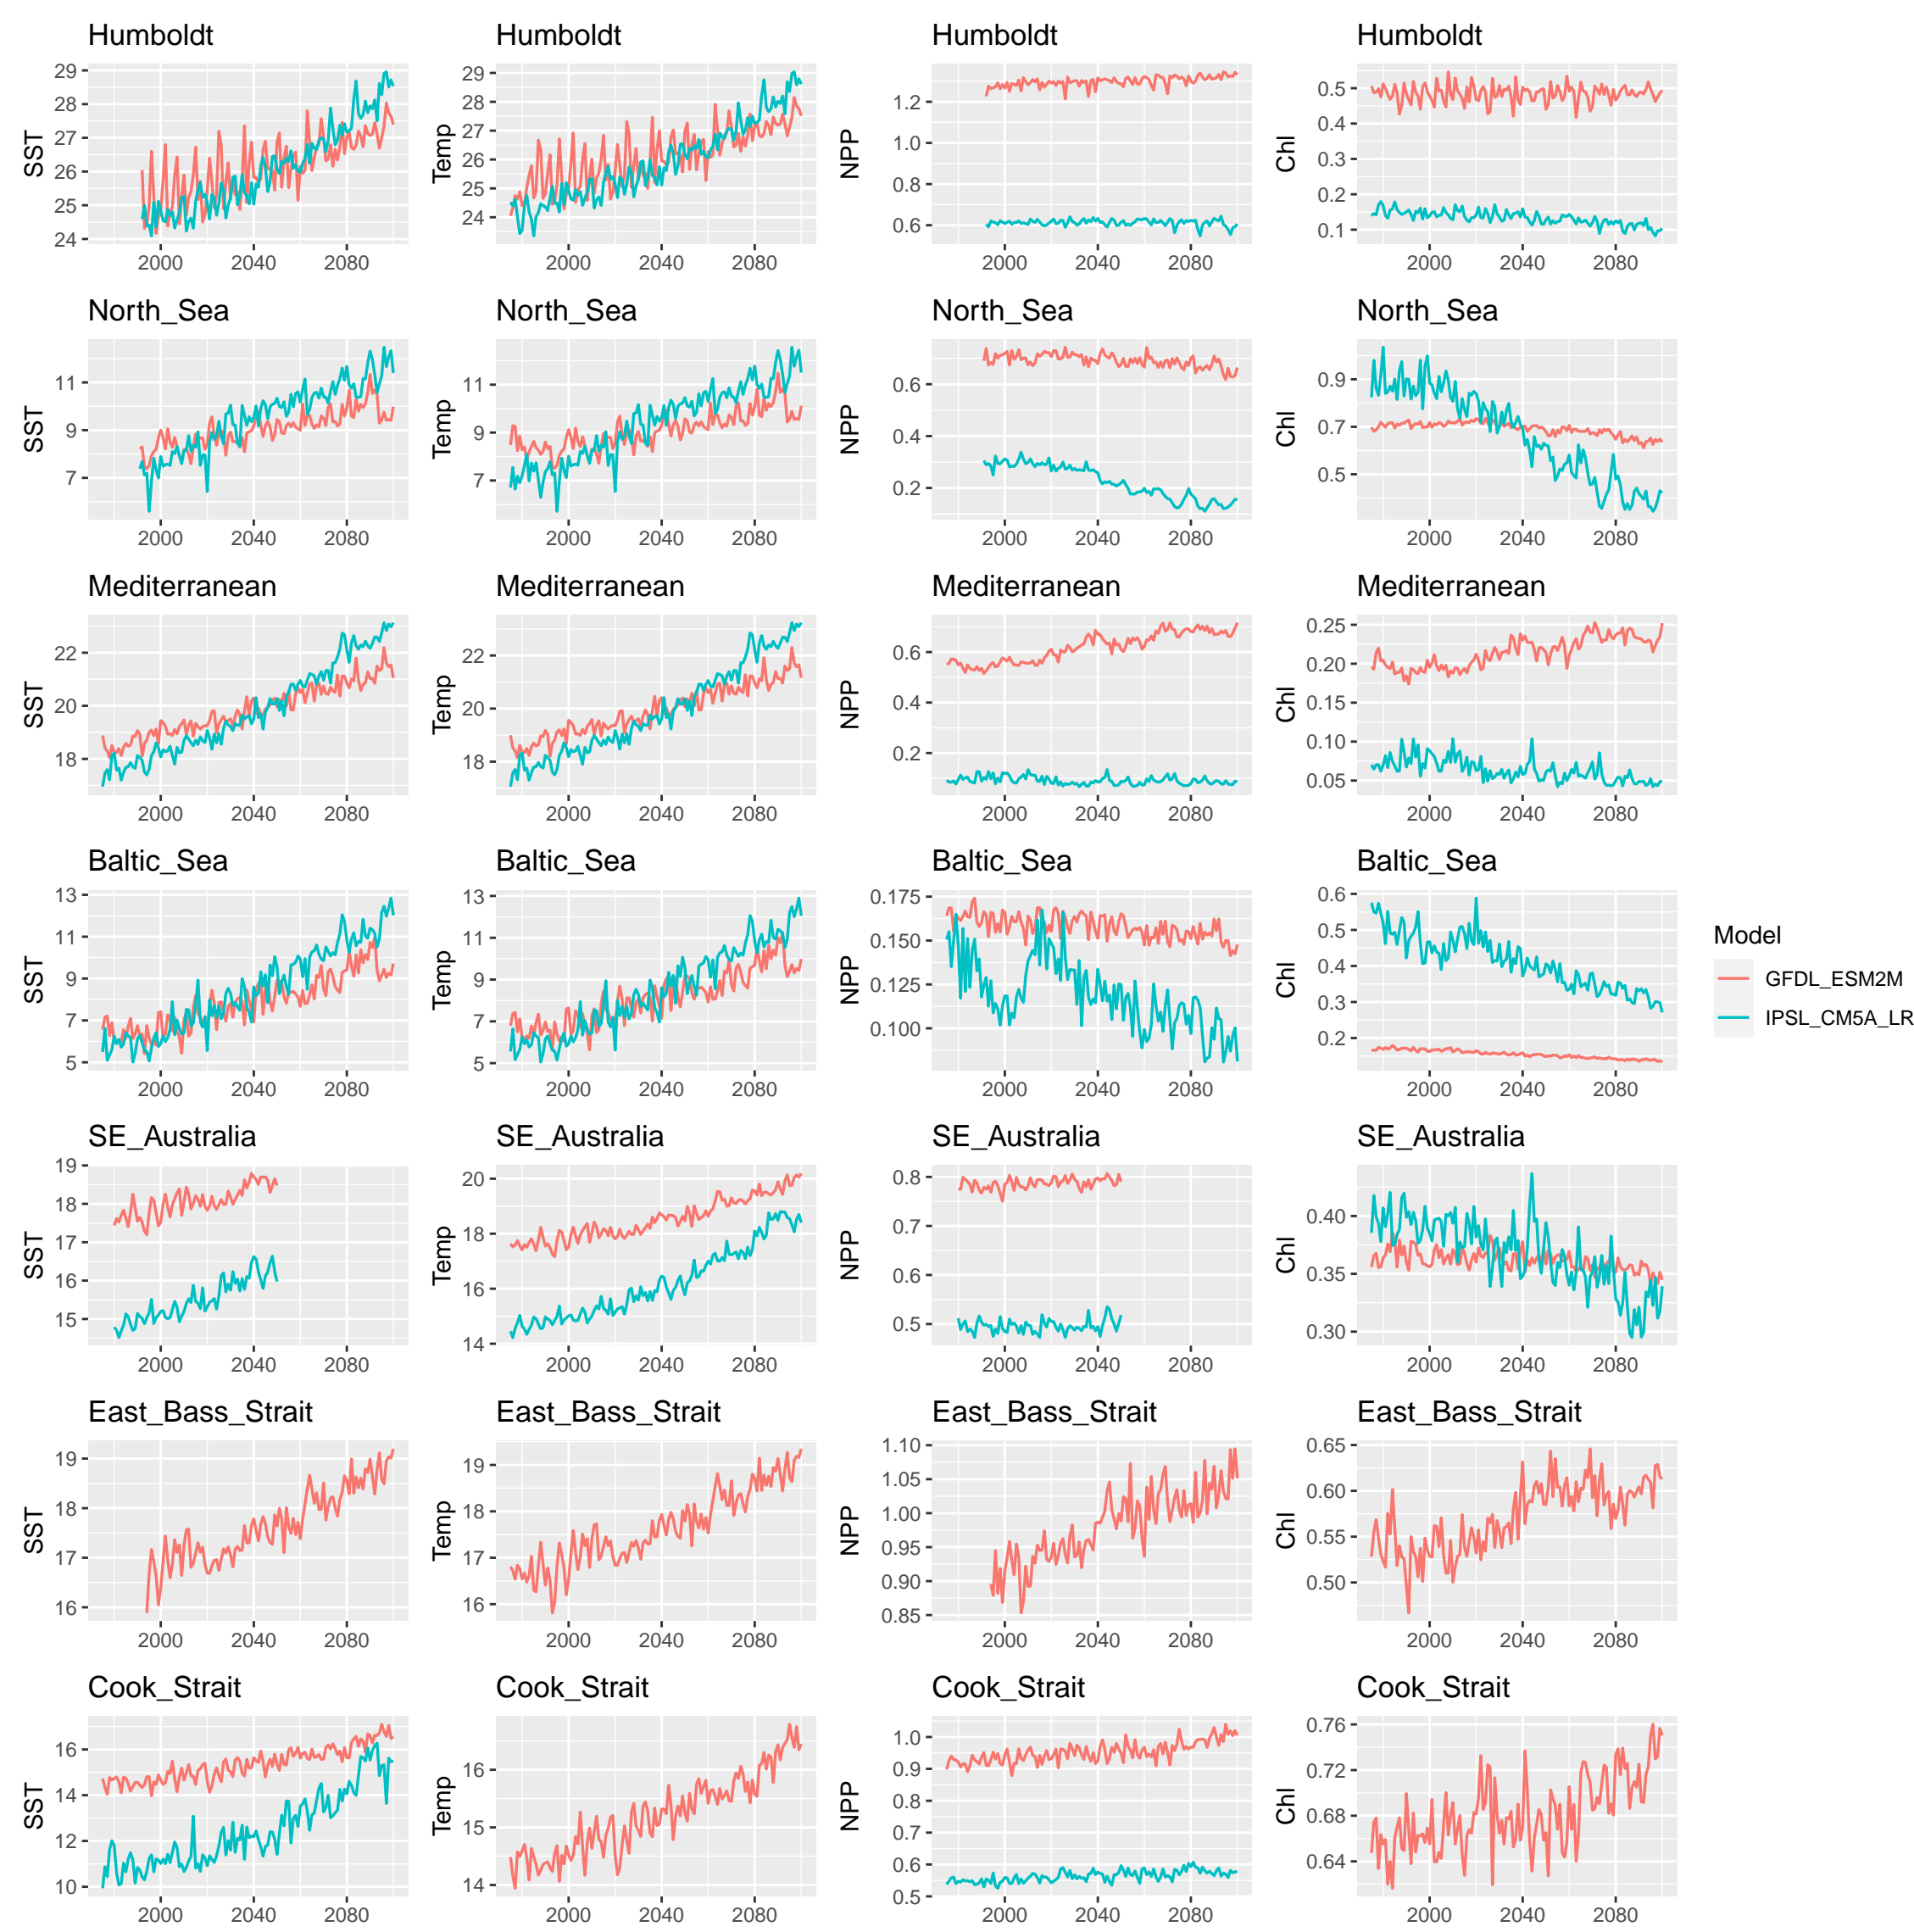 Humboldt Humboldt Humboldt Humboldt
SST 29 28 27 26 25 24
Temp 29 28 27 26 25 24
NPP 1.2 1.0 0.8 0.6
Chl 0.5 0.4 0.3 0.2 0.1
2000 2040 2080 2000 2040 2080 2000 2040 2080 2000 2040 2080
North_Sea North_Sea North_Sea North_Sea
SST 11 9 7
Temp 11 9 7
NPP 0.6 0.4 0.2
Chl 0.9 0.7 0.5
2000 2040 2080 2000 2040 2080 2000 2040 2080 2000 2040 2080
Mediterranean Mediterranean Mediterranean Mediterranean
SST 22 20 18
Temp 22 20 18
NPP 0.6 0.4 0.2
Chl 0.25 0.20 0.15 0.10 0.05
2000 2040 2080 2000 2040 2080 2000 2040 2080 2000 2040 2080
Baltic_Sea Baltic_Sea Baltic_Sea Baltic_Sea
SST 13 11 9 7 5
Temp 13 11 9 7 5
NPP 0.175 0.150 0.125 0.100
Chl 0.6 0.5 0.4 0.3 0.2
2000 2040 2080 2000 2040 2080 2000 2040 2080 2000 2040 2080
Model
GFDL_ESM2M
IPSL_CM5A_LR
SE_Australia SE_Australia SE_Australia SE_Australia
SST 19 18 17 16 15
Temp 20 18 16 14
NPP 0.8 0.7 0.6 0.5
Chl 0.40 0.35 0.30
2000 2040 2080 2000 2040 2080 2000 2040 2080 2000 2040 2080
East_Bass_Strait East_Bass_Strait East_Bass_Strait East_Bass_Strait
SST 19 18 17 16
Temp 19 18 17 16
NPP 1.10 1.05 1.00 0.95 0.90 0.85
Chl 0.65 0.60 0.55 0.50
2000 2040 2080 2000 2040 2080 2000 2040 2080 2000 2040 2080
Cook_Strait Cook_Strait Cook_Strait Cook_Strait
SST 16 14 12 10
Temp 16 15 14
NPP 1.0 0.9 0.8 0.7 0.6 0.5
Chl 0.76 0.72 0.68 0.64
2000 2040 2080 2000 2040 2080 2000 2040 2080 2000 2040 2080